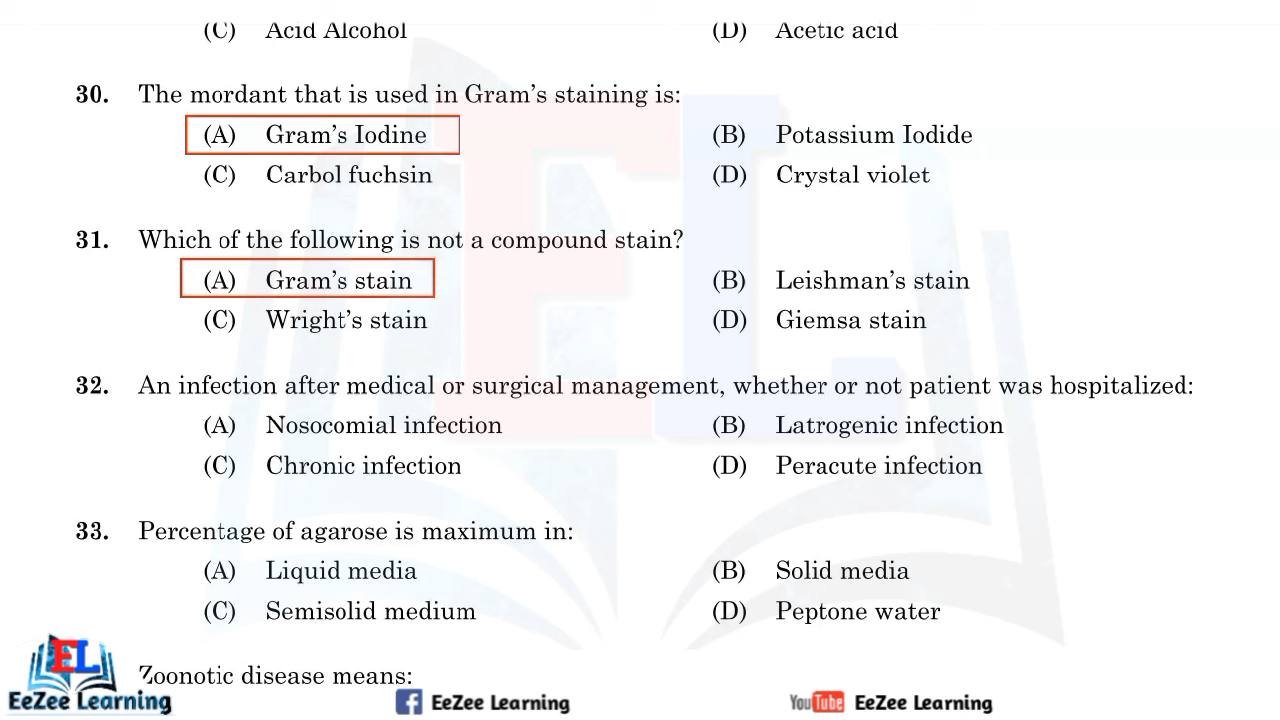 (C) Acid Alcohol (D) Acetic acid
30. The mordant that is used in Gram's staining is:
(A) Gram's Iodine (B) Potassium Iodide
(C) Carbol fuchsin (D) Crystal violet
31. Which of the following is not a compound stain?
(A) Gram's stain (B) Leishman's stain
(C) Wright's stain (D) Giemsa stain
32. An infection after medical or surgical management, whether or not patient was hospitalized:
(A) Nosocomial infection (B) Latrogenic infection
(C) Chronic infection (D) Peracute infection
33. Percentage of agarose is maximum in:
(A) Liquid media (B) Solid media
(C) Semisolid medium (D) Peptone water
Zoonotic disease means:
EL
EeZee Learning
EeZee Learning
YouTube EeZee Learning